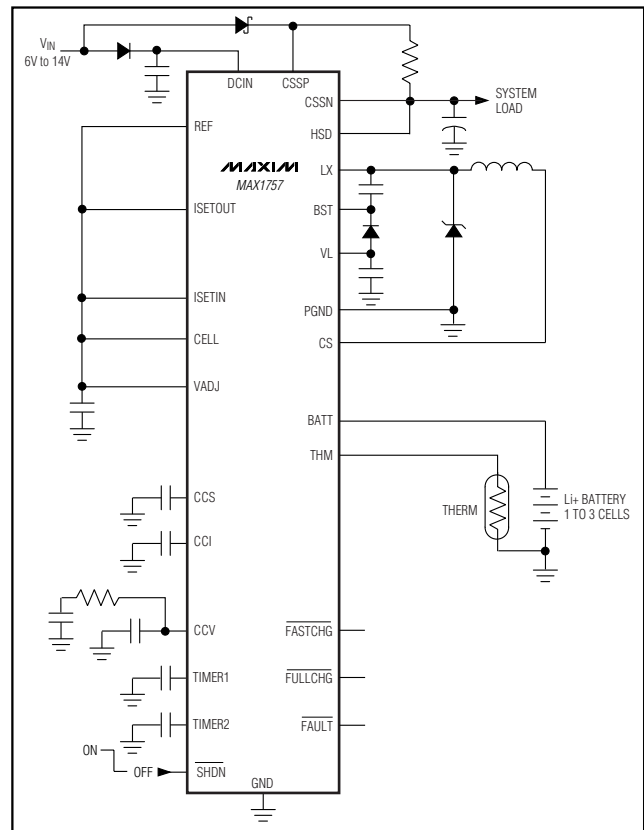 VIN
6V to 14V
DCIN
CSSP
CSSN
SYSTEM
LOAD
REF
HSD
MAXIM
MAX1757
LX
ISETOUT
BST
VL
ISETIN
PGND
CELL
CS
VADJ
BATT
THM
CCS
THERM
Li+ BATTERY
1 TO 3 CELLS
CCI
CCV
FASTCHG
TIMER1
FULLCHG
TIMER2
FAULT
ON
OFF
SHDN
GND